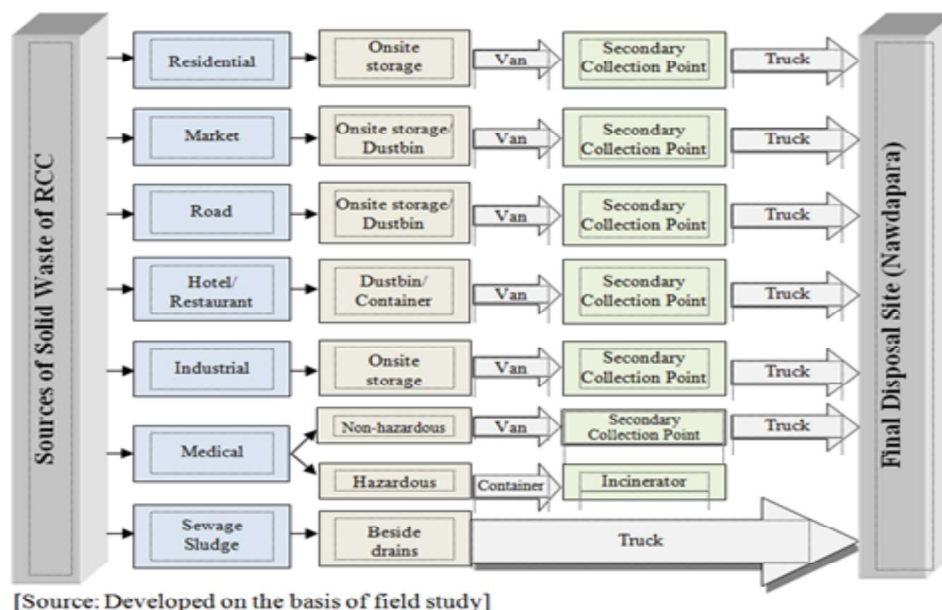 Sources of Solid Waste of RCC
Residential
Onsite
storage
Van
Secondary
Collection Point
Truck
Market
Onsite storage/
Dustbin
Van
Secondary
Collection Point
Truck
Road
Onsite storage/
Dustbin
Van
Secondary
Collection Point
Truck
Hotel/
Restaurant
Dustbin/
Container
Van
Secondary
Collection Point
Truck
Industrial
Onsite
storage
Van
Secondary
Collection Point
Truck
Medical
Non-hazardous
Van
Secondary
Collection Point
Truck
Hazardous
Container
Incinerator
Sewage
Sludge
Beside
drains
Truck
Final Disposal Site (Nawdapara)
[Source: Developed on the basis of field study]